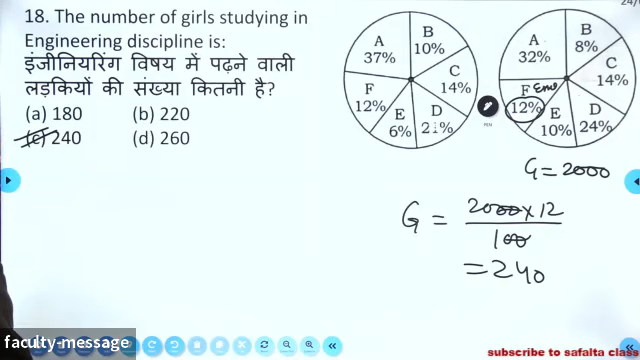 18. The number of girls studying in
Engineering discipline is:
इंजीनियरिंग विषय में पढ़ने वाली
लड़कियों की संख्या कितनी है?
(a) 180 (b) 220
(c) 240 (d) 260
A
37%
B
10%
C
14%
D
21%
E
6%
F
12%
A
32%
B
8%
C
14%
D
24%
E
10%
F
12%
G = 2000
G = 2000 x 12
100
= 240
faculty-message
subscribe to safalta class